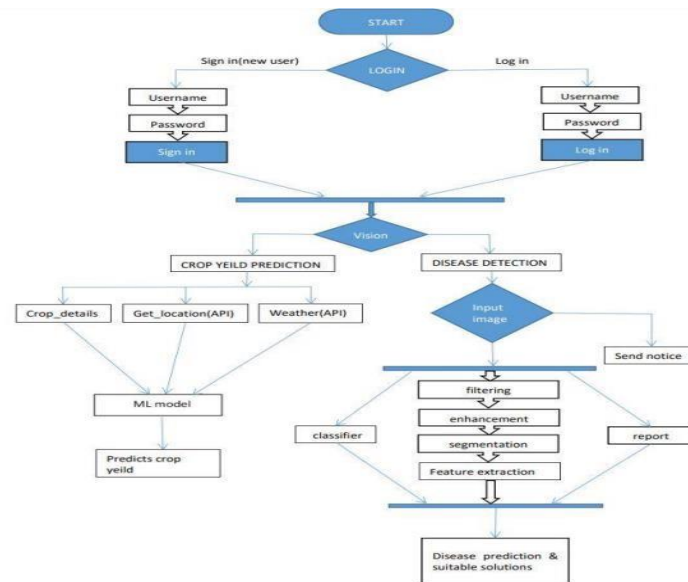 START
Sign in(new user)
LOGIN
Log in
Username
Password
Sign in
Username
Password
Log in
Vision
CROP YEILD PREDICTION
DISEASE DETECTION
Crop_details
Get_location(API)
Weather(API)
Input
image
Send notice
ML model
Predicts crop
yeild
filtering
enhancement
segmentation
Feature extraction
classifier
report
Disease prediction &
suitable solutions